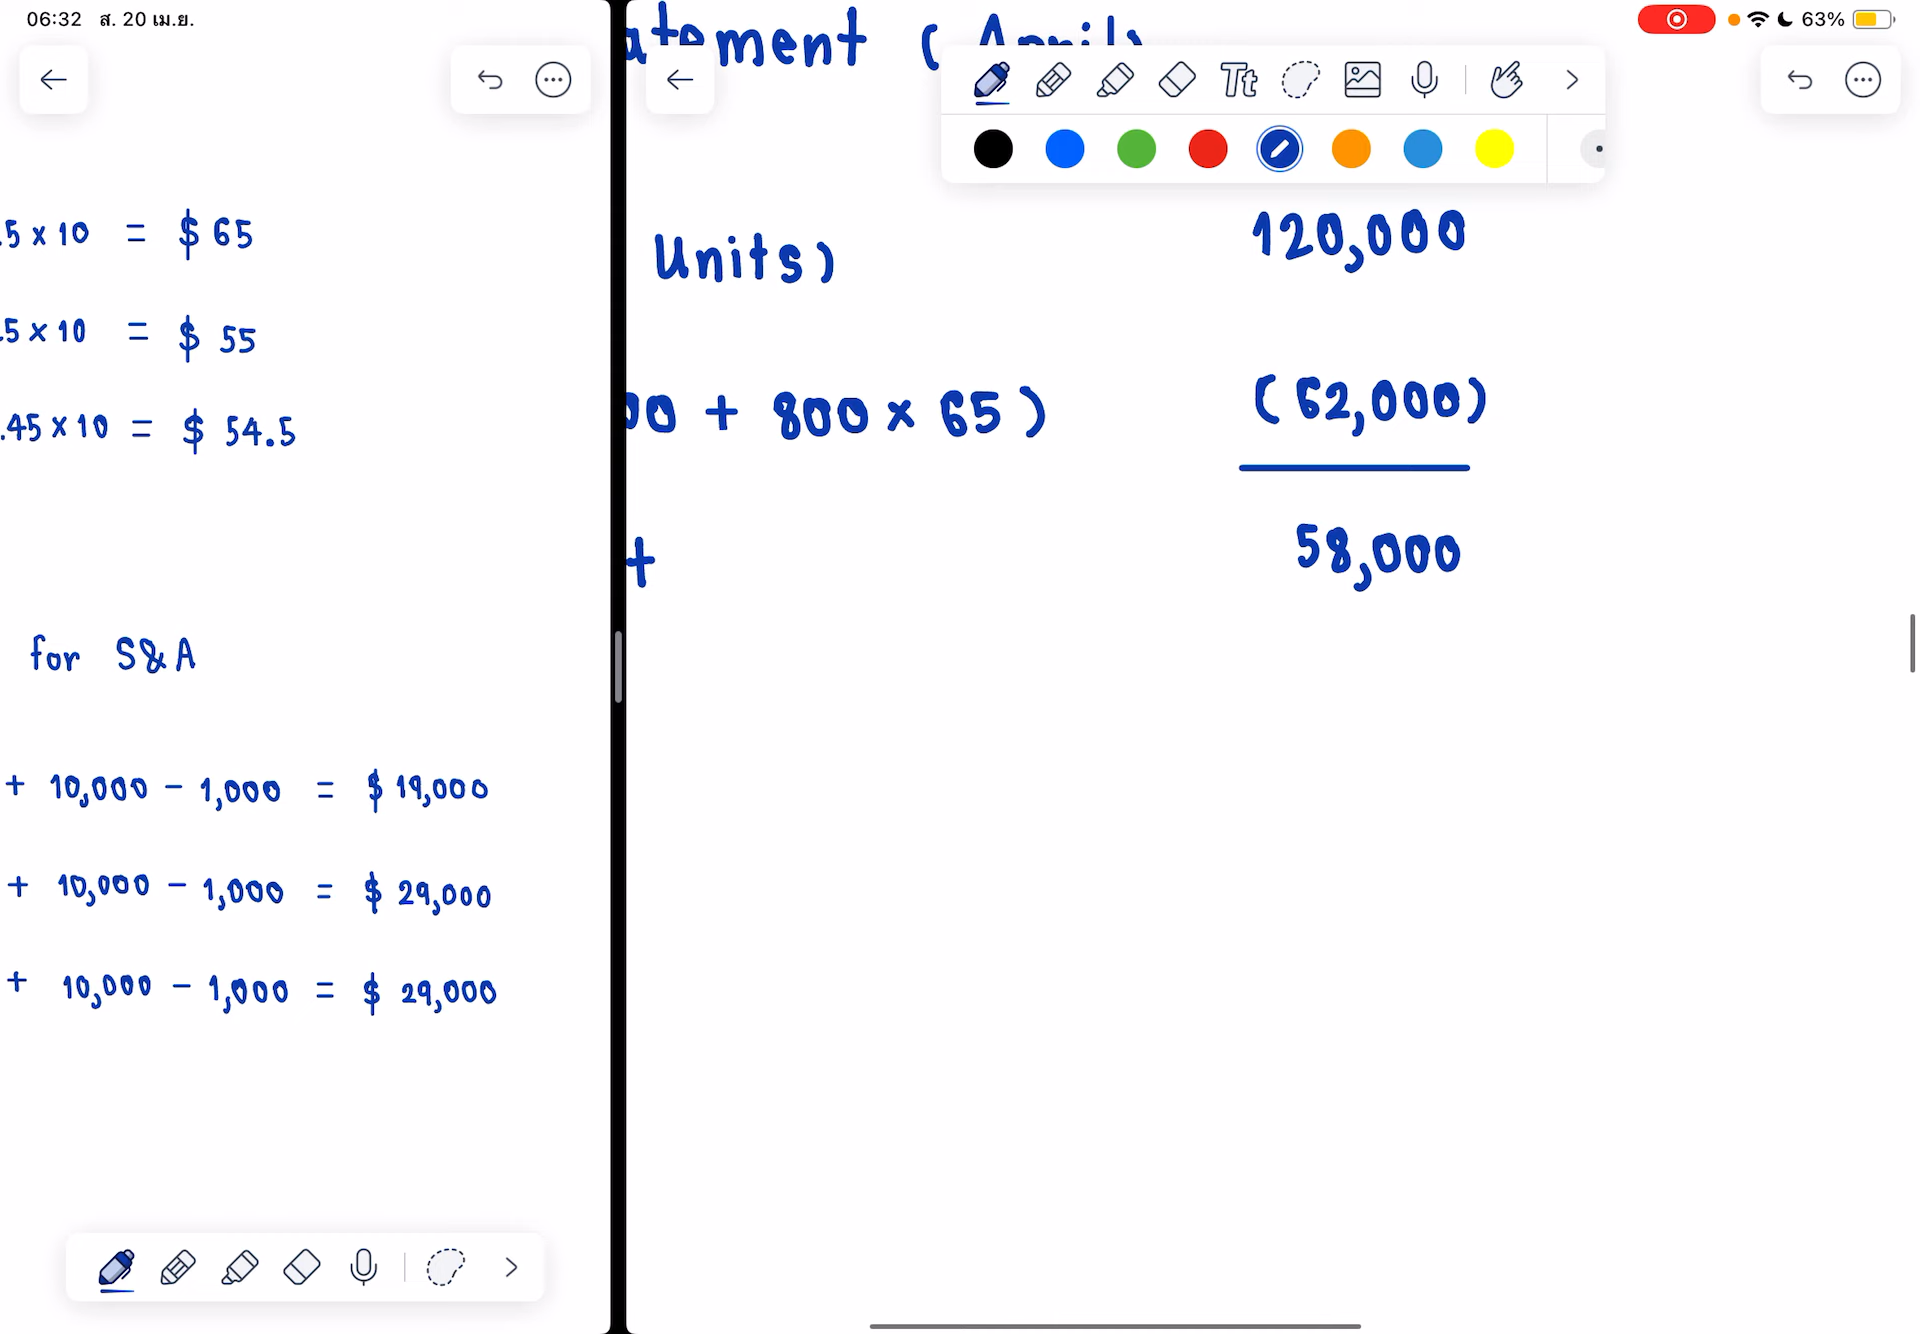 06:32 ส. 20 เม.ย.
63%
.5 x 10 = $ 65
.5 x 10 = $ 55
.45 x 10 = $ 54.5
for S&A
+ 10,000 - 1,000 = $ 19,000
+ 10,000 - 1,000 = $ 29,000
+ 10,000 - 1,000 = $ 29,000
atement ( April)
Tt
Units) 120,000
00 + 800 x 65 ) ( 62,000)
t 58,000